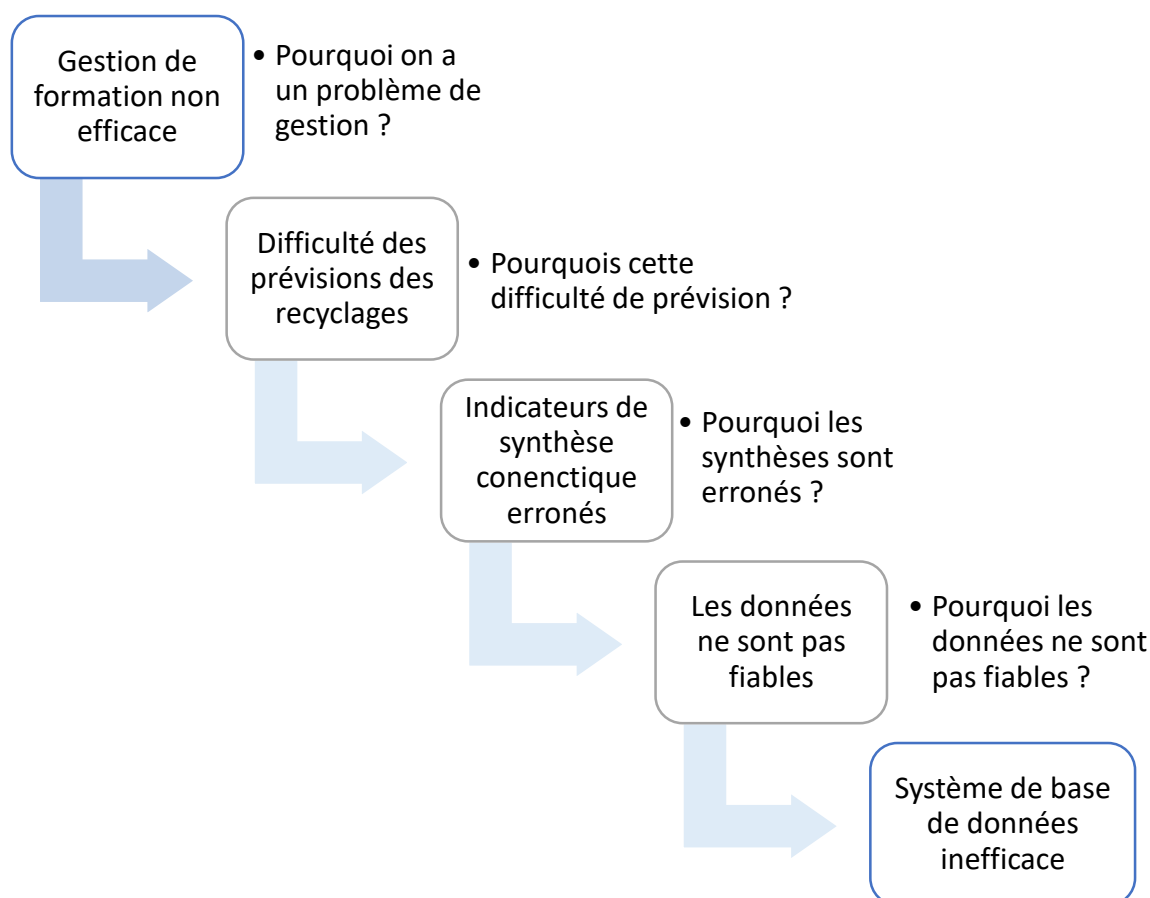 Gestion de
formation non
efficace
• Pourquoi on a
un problème de
gestion ?
Difficulté des
prévisions des
recyclages
• Pourquois cette
difficulté de prévision ?
Indicateurs de
synthèse
conenctique
erronés
• Pourquoi les
synthèses sont
erronés ?
Les données
ne sont pas
fiables
• Pourquoi les
données ne sont
pas fiables ?
Système de base
de données
inefficace